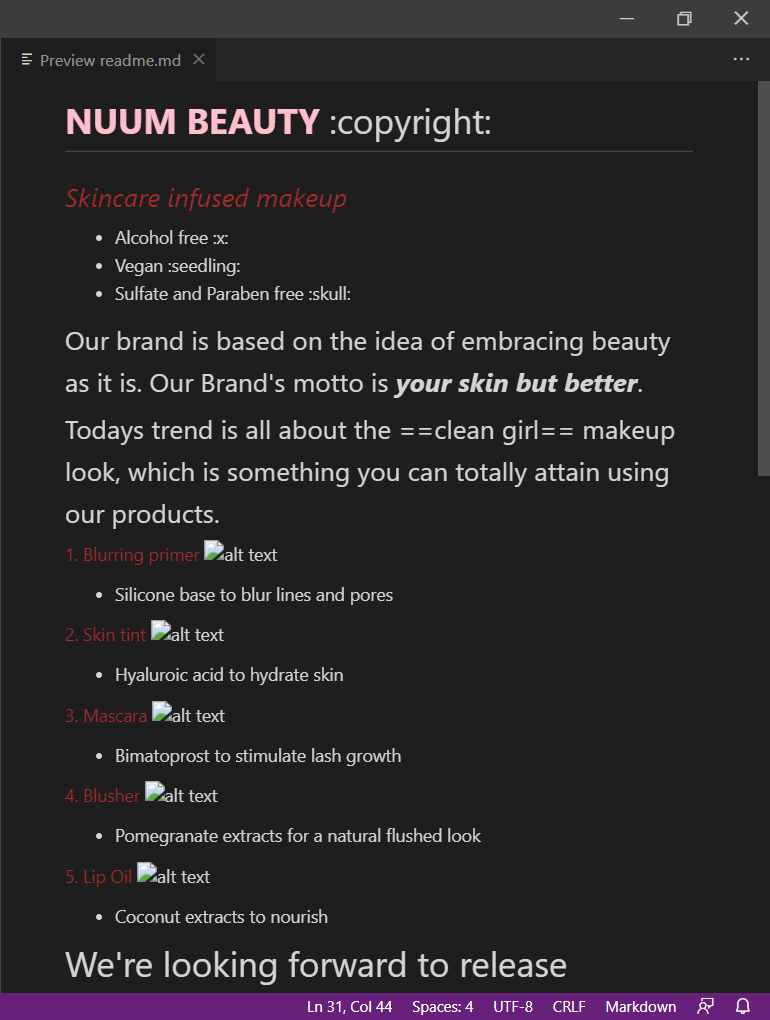 Preview readme.md
NUUM BEAUTY :copyright:
Skincare infused makeup
Alcohol free :x:
Vegan :seedling:
Sulfate and Paraben free :skull:
Our brand is based on the idea of embracing beauty
as it is. Our Brand's motto is your skin but better.
Todays trend is all about the ==clean girl== makeup
look, which is something you can totally attain using
our products.
1. Blurring primer alt text
Silicone base to blur lines and pores
2. Skin tint alt text
Hyaluroic acid to hydrate skin
3. Mascara alt text
Bimatoprost to stimulate lash growth
4. Blusher alt text
Pomegranate extracts for a natural flushed look
5. Lip Oil alt text
Coconut extracts to nourish
We're looking forward to release
Ln 31, Col 44 Spaces: 4 UTF-8 CRLF Markdown